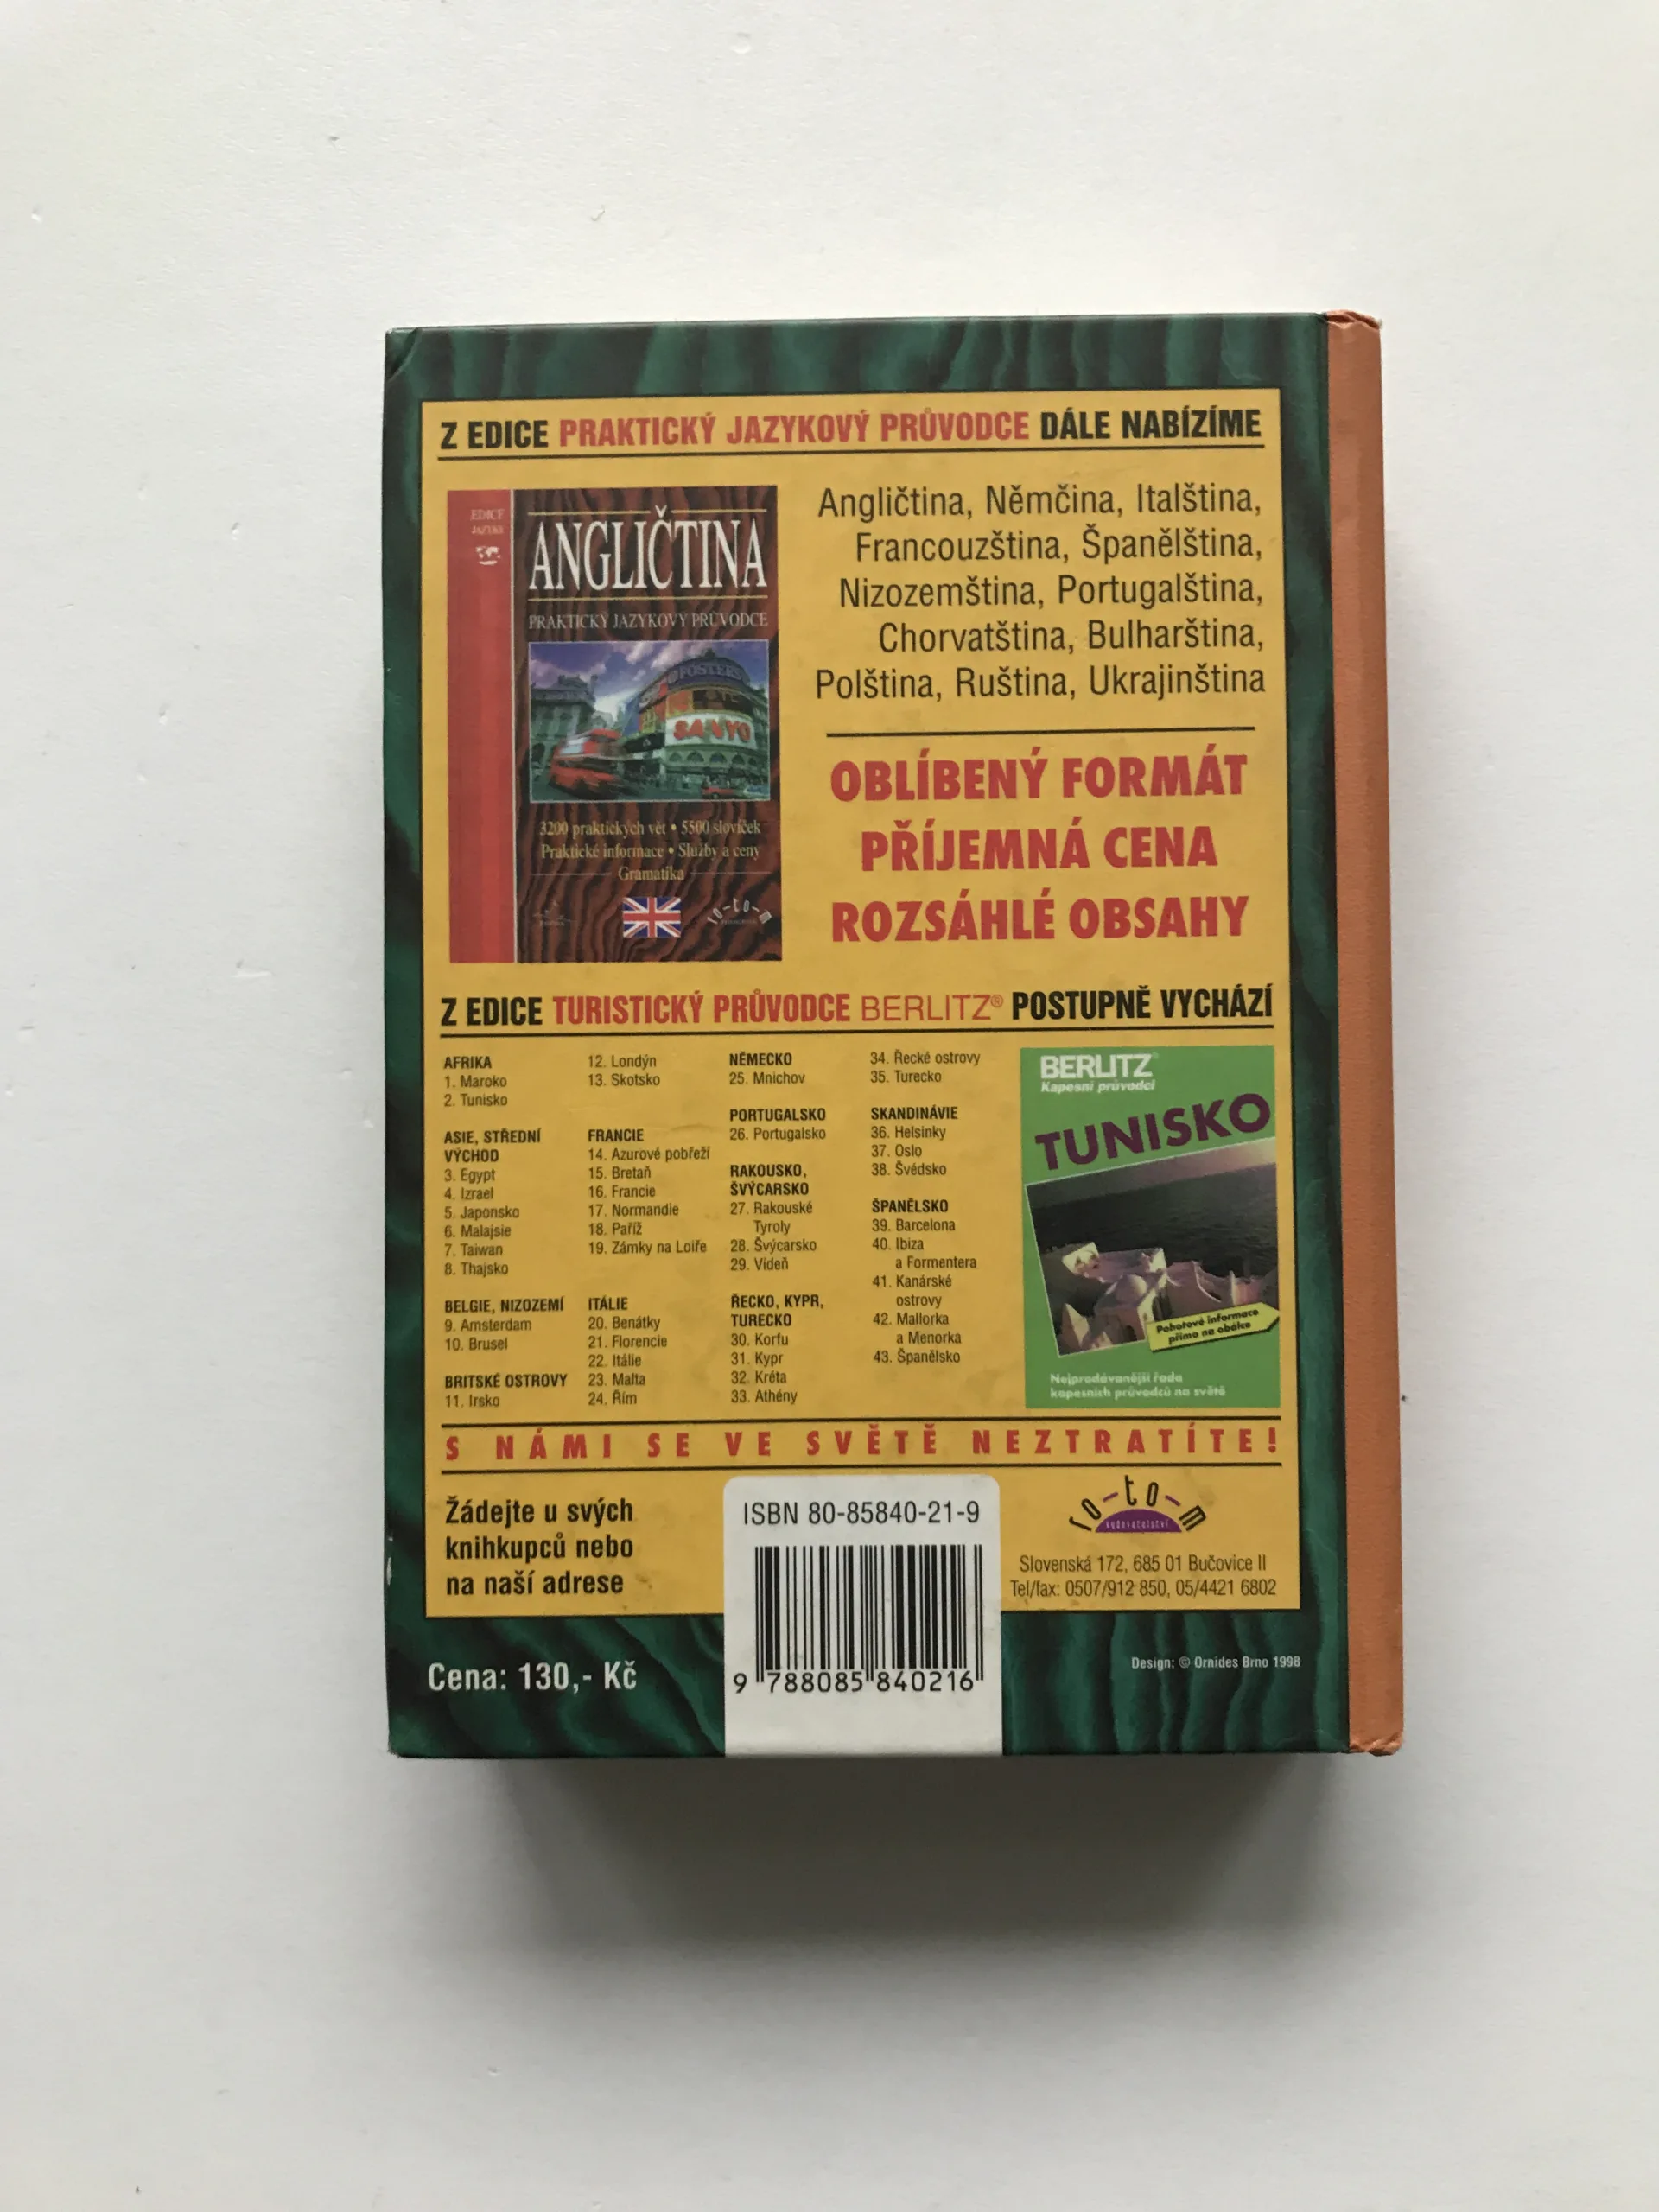 Z EDICE PRAKTICKÝ JAZYKOVÝ PRŮVODCE DÁLE NABÍZÍME
EDICE
JAZYKY
ANGLIČTINA
PRAKTICKÝ JAZYKOVÝ PRŮVODCE
FOSTERS
SANYO
3200 praktických vět • 5500 slovíček
Praktické informace • Služby a ceny
Gramatika
ro-to-m
Angličtina, Němčina, Italština,
Francouzština, Španělština,
Nizozemština, Portugalština,
Chorvatština, Bulharština,
Polština, Ruština, Ukrajinština
OBLÍBENÝ FORMÁT
PŘÍJEMNÁ CENA
ROZSÁHLÉ OBSAHY
Z EDICE TURISTICKÝ PRŮVODCE BERLITZ® POSTUPNĚ VYCHÁZÍ
AFRIKA
1. Maroko
2. Tunisko
ASIE, STŘEDNÍ
VÝCHOD
3. Egypt
4. Izrael
5. Japonsko
6. Malajsie
7. Taiwan
8. Thajsko
BELGIE, NIZOZEMÍ
9. Amsterdam
10. Brusel
BRITSKÉ OSTROVY
11. Irsko
12. Londýn
13. Skotsko
FRANCIE
14. Azurové pobřeží
15. Bretaň
16. Francie
17. Normandie
18. Paříž
19. Zámky na Loiře
ITÁLIE
20. Benátky
21. Florencie
22. Itálie
23. Malta
24. Řím
NĚMECKO
25. Mnichov
PORTUGALSKO
26. Portugalsko
RAKOUSKO,
ŠVÝCARSKO
27. Rakouské
Tyroly
28. Švýcarsko
29. Vídeň
ŘECKO, KYPR,
TURECKO
30. Korfu
31. Kypr
32. Kréta
33. Athény
34. Řecké ostrovy
35. Turecko
SKANDINÁVIE
36. Helsinky
37. Oslo
38. Švédsko
ŠPANĚLSKO
39. Barcelona
40. Ibiza
a Formentera
41. Kanárské
ostrovy
42. Mallorka
a Menorka
43. Španělsko
BERLITZ®
Kapesní průvodci
TUNISKO
Pohotové informace
přímo na obálce
Nejprodávanější řada
kapesních průvodců na světě
S NÁMI SE VE SVĚTĚ NEZTRATÍTE!
Žádejte u svých
knihkupců nebo
na naší adrese
ISBN 80-85840-21-9
9 788085 840216
ro-to-m
vydavatelství
Slovenská 172, 685 01 Bučovice II
Tel/fax: 0507/912 850, 05/4421 6802
Cena: 130,- Kč
Design: © Ornides Brno 1998